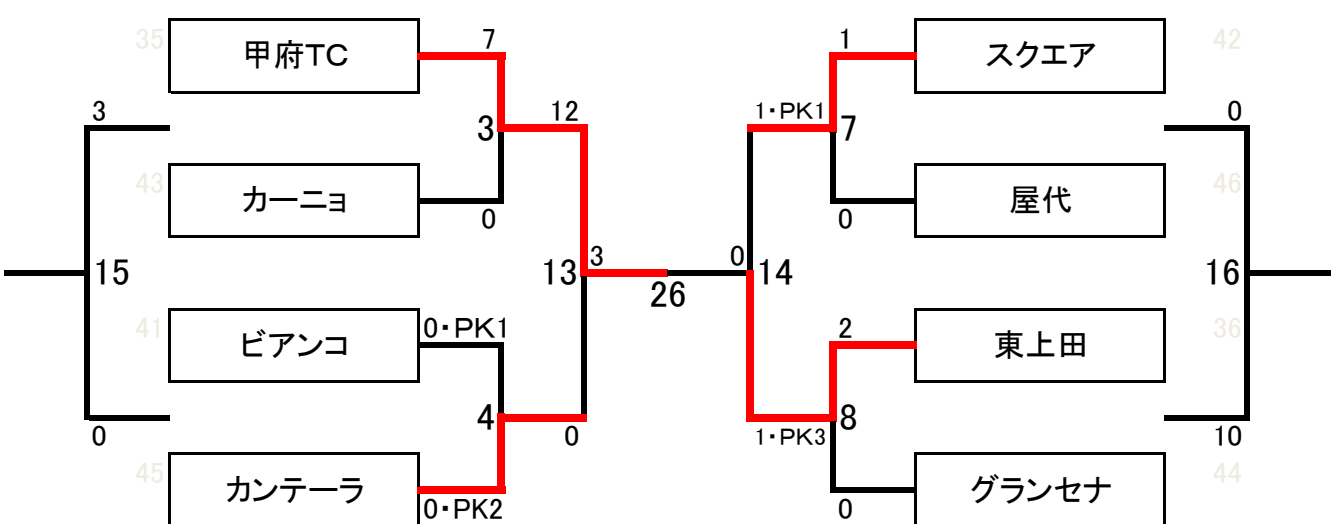 35
甲府TC
7
1
スクエア
42
3
3
12
1・PK1
7
0
43
カーニョ
0
0
屋代
46
15
13
3
26
0
14
16
41
ビアンコ
0・PK1
2
東上田
36
0
4
0
1・PK3
8
10
45
カンテーラ
0・PK2
0
グランセナ
44